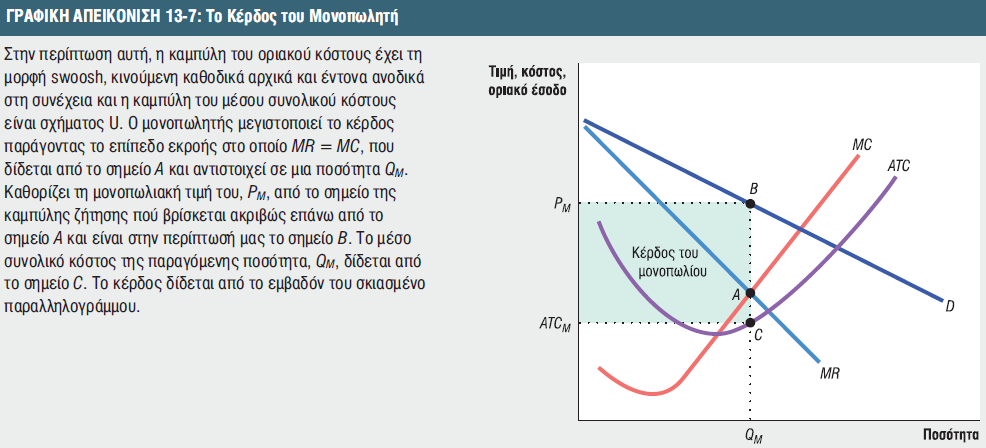 ΓΡΑΦΙΚΗ ΑΠΕΙΚΟΝΙΣΗ 13-7: Το Κέρδος του Μονοπωλητή
Στην περίπτωση αυτή, η καμπύλη του οριακού κόστους έχει τη
μορφή swoosh, κινούμενη καθοδικά αρχικά και έντονα ανοδικά
στη συνέχεια και η καμπύλη του μέσου συνολικού κόστους
είναι σχήματος U. Ο μονοπωλητής μεγιστοποιεί το κέρδος
παράγοντας το επίπεδο εκροής στο οποίο MR = MC, που
δίδεται από το σημείο A και αντιστοιχεί σε μια ποσότητα QM.
Καθορίζει τη μονοπωλιακή τιμή του, PM, από το σημείο της
καμπύλης ζήτησης πού βρίσκεται ακριβώς επάνω από το
σημείο A και είναι στην περίπτωσή μας το σημείο B. Το μέσο
συνολικό κόστος της παραγόμενης ποσότητα, QM, δίδεται από
το σημείο C. Το κέρδος δίδεται από το εμβαδόν του σκιασμένο
παραλληλογράμμου.
Τιμή, κόστος,
οριακό έσοδο
MC
ATC
B
PM
Κέρδος του
μονοπωλίου
A
D
ATCM
C
MR
QM
Ποσότητα